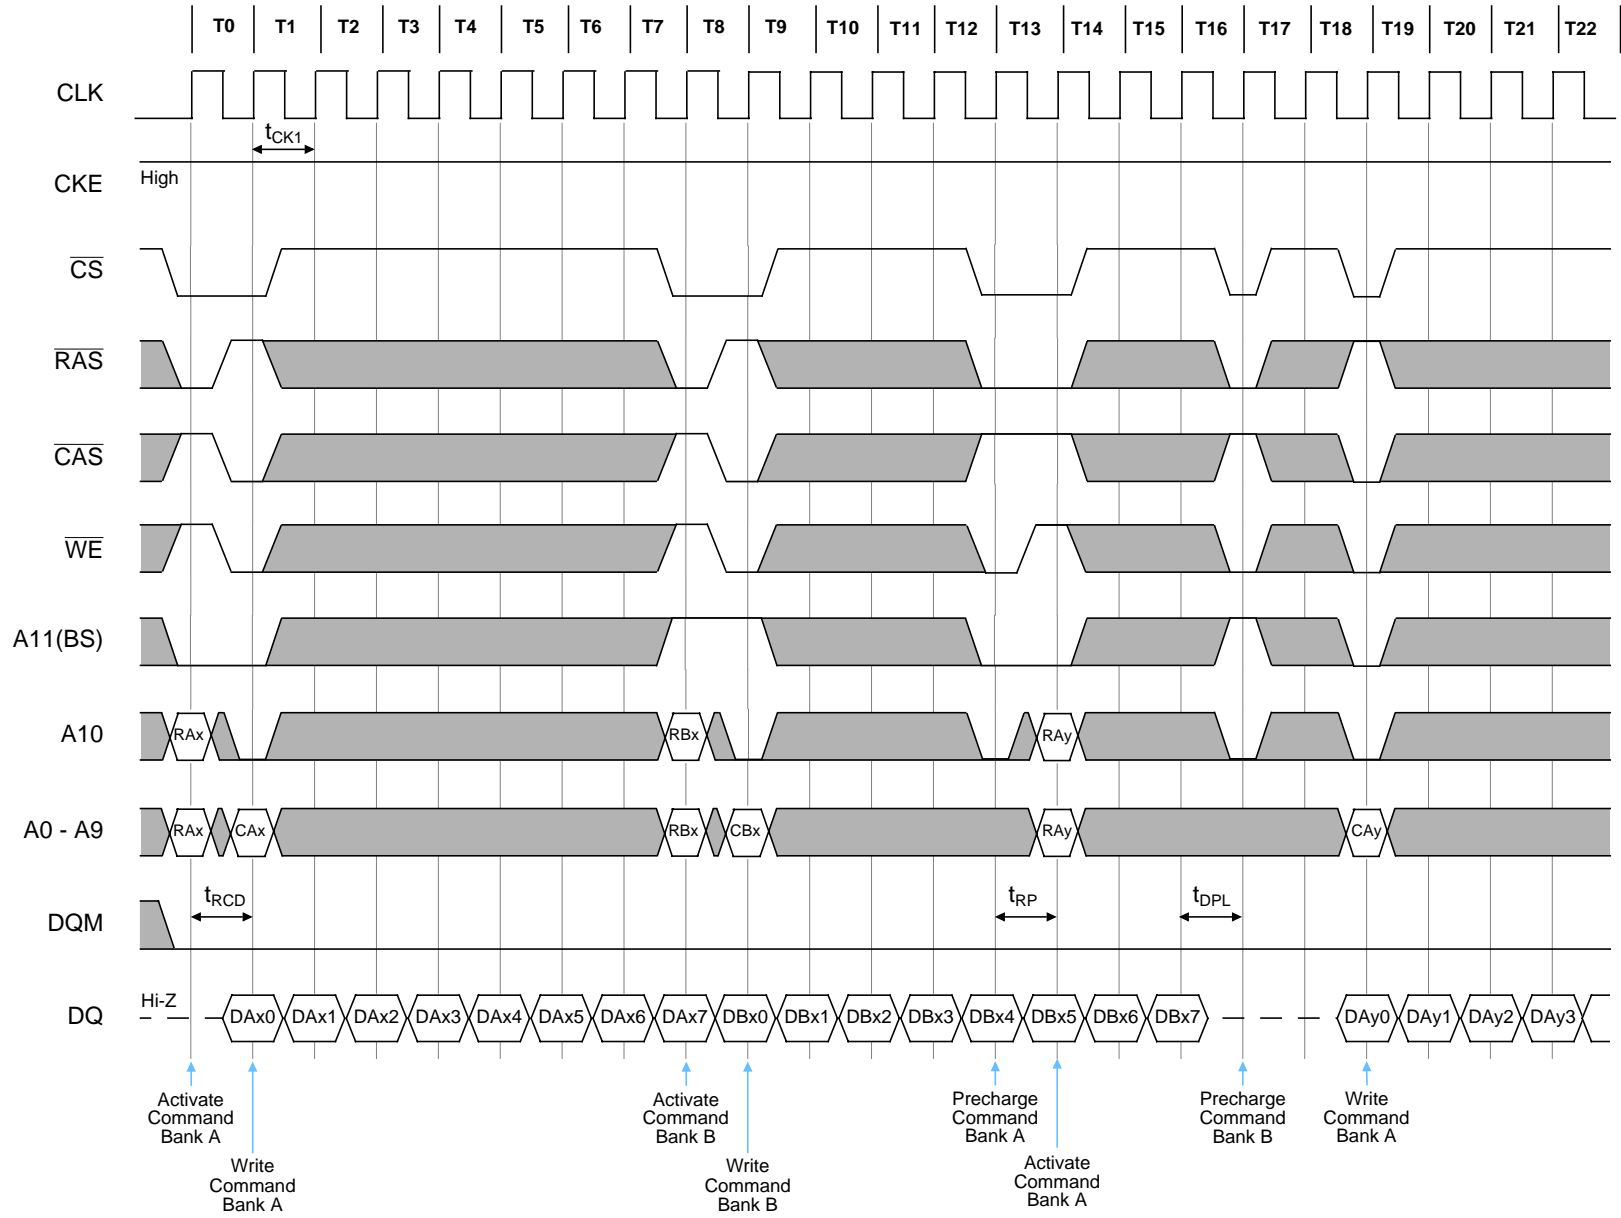 T0 T1 T2 T3 T4 T5 T6 T7 T8 T9 T10 T11 T12 T13 T14 T15 T16 T17 T18 T19 T20 T21 T22
CLK
tCK1
CKE High
CS
RAS
CAS
WE
A11(BS)
A10 RAx RBx RAy
A0 - A9 RAx CAx RBx CBx RAy CAy
tRCD tRP tDPL
DQM
DQ Hi-Z DAx0 DAx1 DAx2 DAx3 DAx4 DAx5 DAx6 DAx7 DBx0 DBx1 DBx2 DBx3 DBx4 DBx5 DBx6 DBx7 DAy0 DAy1 DAy2 DAy3
Activate
Command
Bank A
Write
Command
Bank A
Activate
Command
Bank B
Write
Command
Bank B
Precharge
Command
Bank A
Activate
Command
Bank A
Precharge
Command
Bank B
Write
Command
Bank A